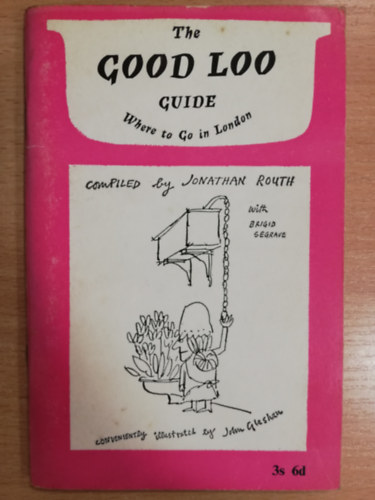 The
GOOD LOO
GUIDE
Where to Go in London
COMPILED by JONATHAN ROUTH
with
BRIGID
SEGRAVE
CONVENIENTLY illustrated by John Glashan
3s 6d